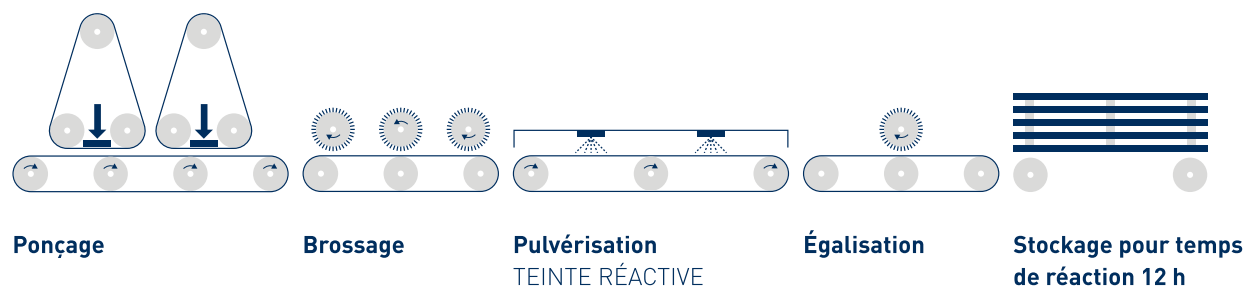 Ponçage
Brossage
Pulvérisation
TEINTE RÉACTIVE
Égalisation
Stockage pour temps
de réaction 12 h